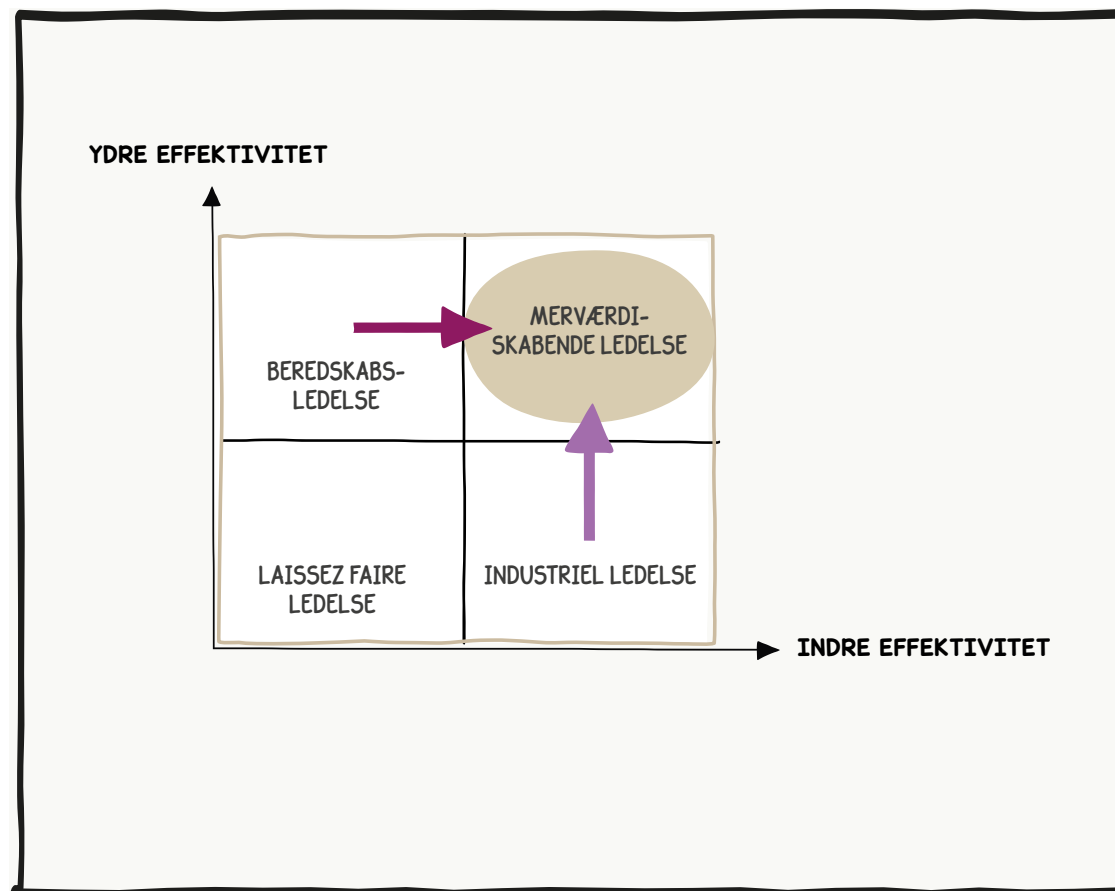 YDRE EFFEKTIVITET
MERVÆRDI-
SKABENDE LEDELSE
BEREDSKABS-
LEDELSE
LAISSEZ FAIRE
LEDELSE
INDUSTRIEL LEDELSE
INDRE EFFEKTIVITET